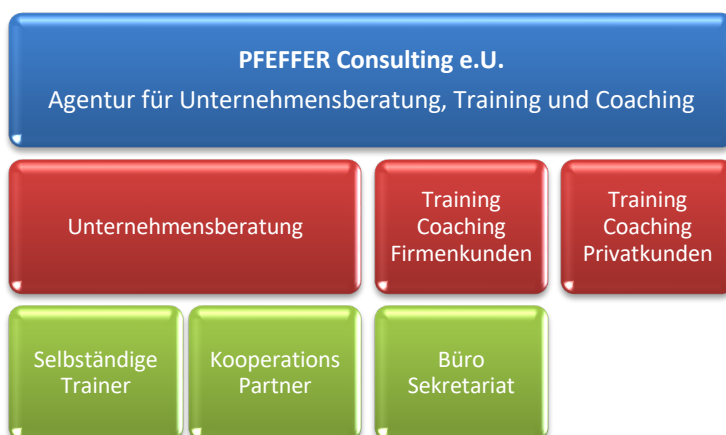 PFEFFER Consulting e.U.
Agentur für Unternehmensberatung, Training und Coaching
Unternehmensberatung
Training
Coaching
Firmenkunden
Training
Coaching
Privatkunden
Selbständige
Trainer
Kooperations
Partner
Büro
Sekretariat